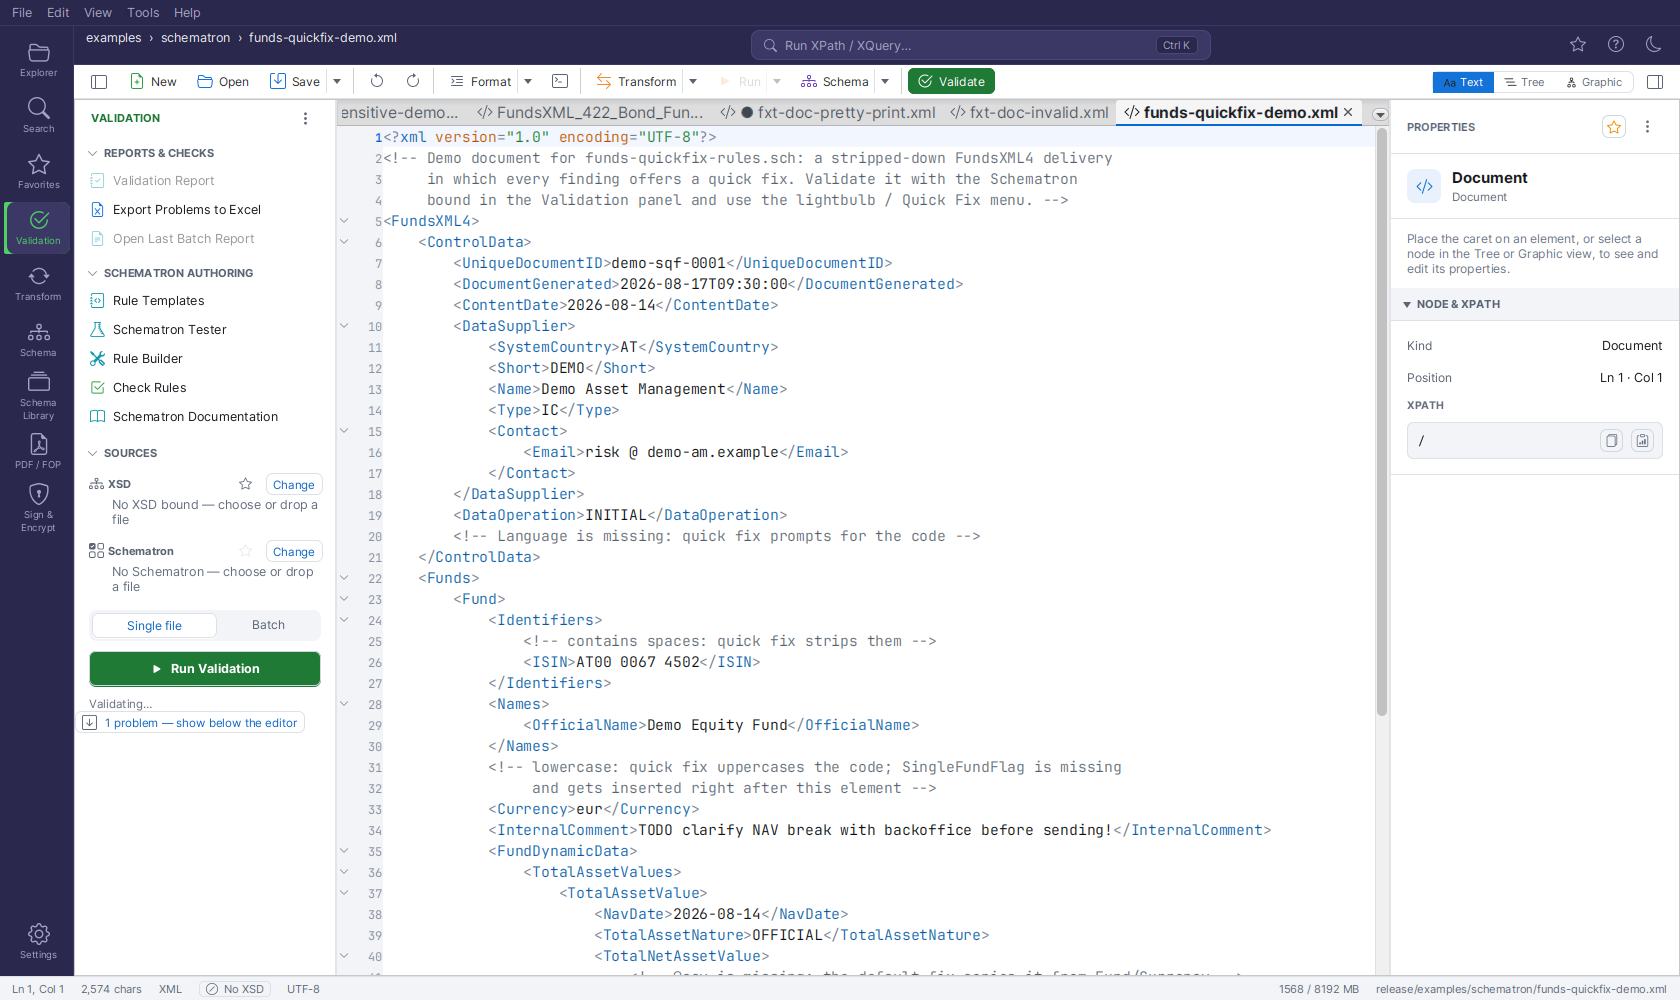 File Edit View Tools Help
examples › schematron › funds-quickfix-demo.xml
Run XPath / XQuery... Ctrl K
New Open Save Format Transform Run Schema Validate
Aa Text Tree Graphic
Explorer
Search
Favorites
Validation
Transform
Schema
Schema
Library
PDF / FOP
Sign &
Encrypt
Settings
VALIDATION
REPORTS & CHECKS
Validation Report
Export Problems to Excel
Open Last Batch Report
SCHEMATRON AUTHORING
Rule Templates
Schematron Tester
Rule Builder
Check Rules
Schematron Documentation
SOURCES
XSD Change
No XSD bound — choose or drop a
file
Schematron Change
No Schematron — choose or drop
a file
Single file Batch
Run Validation
Validating...
1 problem — show below the editor
ensitive-demo... FundsXML_422_Bond_Fun... fxt-doc-pretty-print.xml fxt-doc-invalid.xml funds-quickfix-demo.xml
1 <?xml version="1.0" encoding="UTF-8"?>
2 <!-- Demo document for funds-quickfix-rules.sch: a stripped-down FundsXML4 delivery
3 in which every finding offers a quick fix. Validate it with the Schematron
4 bound in the Validation panel and use the lightbulb / Quick Fix menu. -->
5 <FundsXML4>
6 <ControlData>
7 <UniqueDocumentID>demo-sqf-0001</UniqueDocumentID>
8 <DocumentGenerated>2026-08-17T09:30:00</DocumentGenerated>
9 <ContentDate>2026-08-14</ContentDate>
10 <DataSupplier>
11 <SystemCountry>AT</SystemCountry>
12 <Short>DEMO</Short>
13 <Name>Demo Asset Management</Name>
14 <Type>IC</Type>
15 <Contact>
16 <Email>risk @ demo-am.example</Email>
17 </Contact>
18 </DataSupplier>
19 <DataOperation>INITIAL</DataOperation>
20 <!-- Language is missing: quick fix prompts for the code -->
21 </ControlData>
22 <Funds>
23 <Fund>
24 <Identifiers>
25 <!-- contains spaces: quick fix strips them -->
26 <ISIN>AT00 0067 4502</ISIN>
27 </Identifiers>
28 <Names>
29 <OfficialName>Demo Equity Fund</OfficialName>
30 </Names>
31 <!-- lowercase: quick fix uppercases the code; SingleFundFlag is missing
32 and gets inserted right after this element -->
33 <Currency>eur</Currency>
34 <InternalComment>TODO clarify NAV break with backoffice before sending!</InternalComment>
35 <FundDynamicData>
36 <TotalAssetValues>
37 <TotalAssetValue>
38 <NavDate>2026-08-14</NavDate>
39 <TotalAssetNature>OFFICIAL</TotalAssetNature>
40 <TotalNetAssetValue>
PROPERTIES
Document
Document
Place the caret on an element, or select a
node in the Tree or Graphic view, to see and
edit its properties.
NODE & XPATH
Kind Document
Position Ln 1 · Col 1
XPATH
/
Ln 1, Col 1 2,574 chars XML No XSD UTF-8
1568 / 8192 MB release/examples/schematron/funds-quickfix-demo.xml